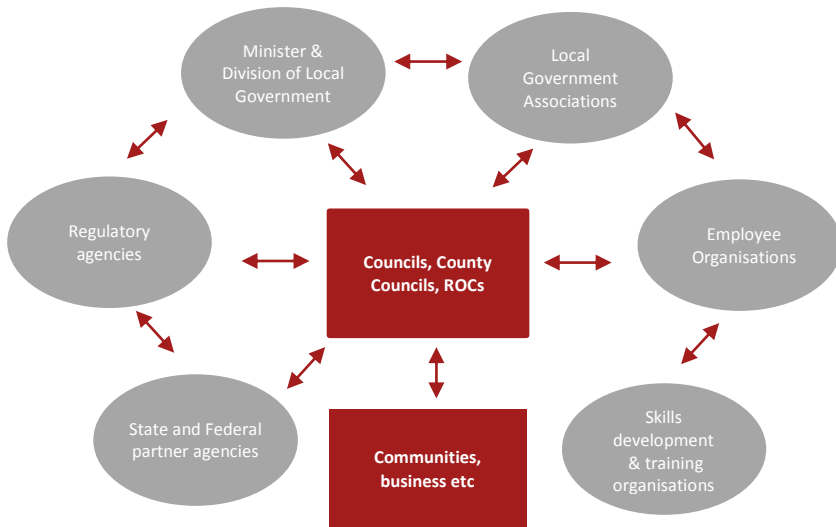 Minister &
Division of Local
Government
Local
Government
Associations
Regulatory
agencies
Councils, County
Councils, ROCs
Employee
Organisations
State and Federal
partner agencies
Communities,
business etc
Skills
development
& training
organisations